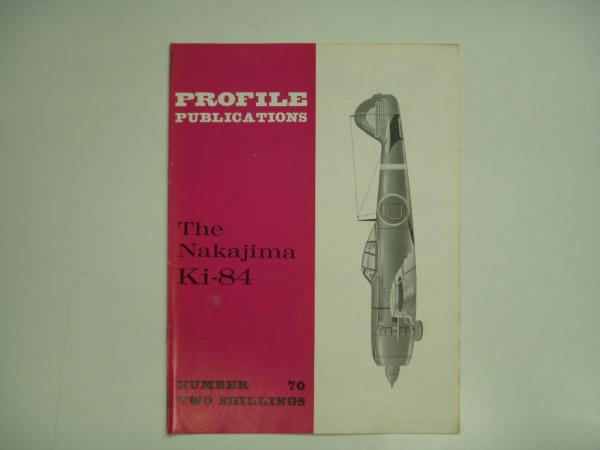 PROFILE
PUBLICATIONS
The
Nakajima
Ki-84
NUMBER 70
TWO SHILLINGS